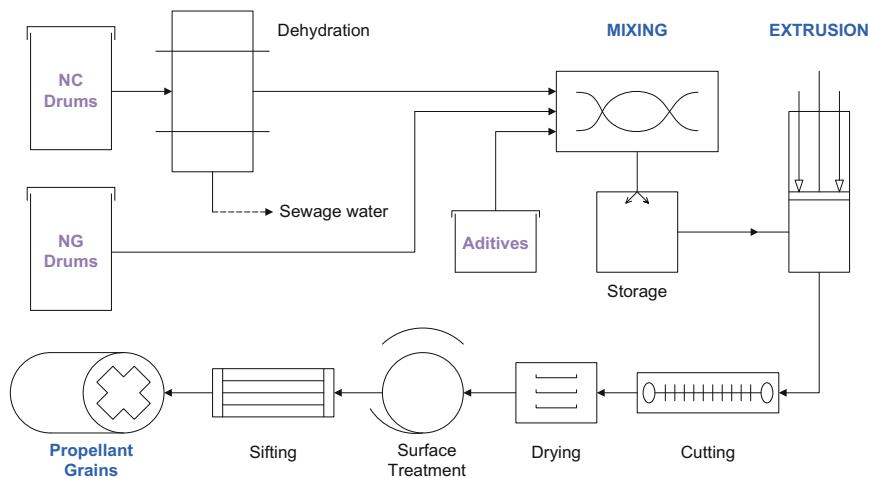 Dehydration
MIXING
EXTRUSION
NC
Drums
Sewage water
NG
Drums
Aditives
Storage
Propellant
Grains
Sifting
Surface
Treatment
Drying
Cutting